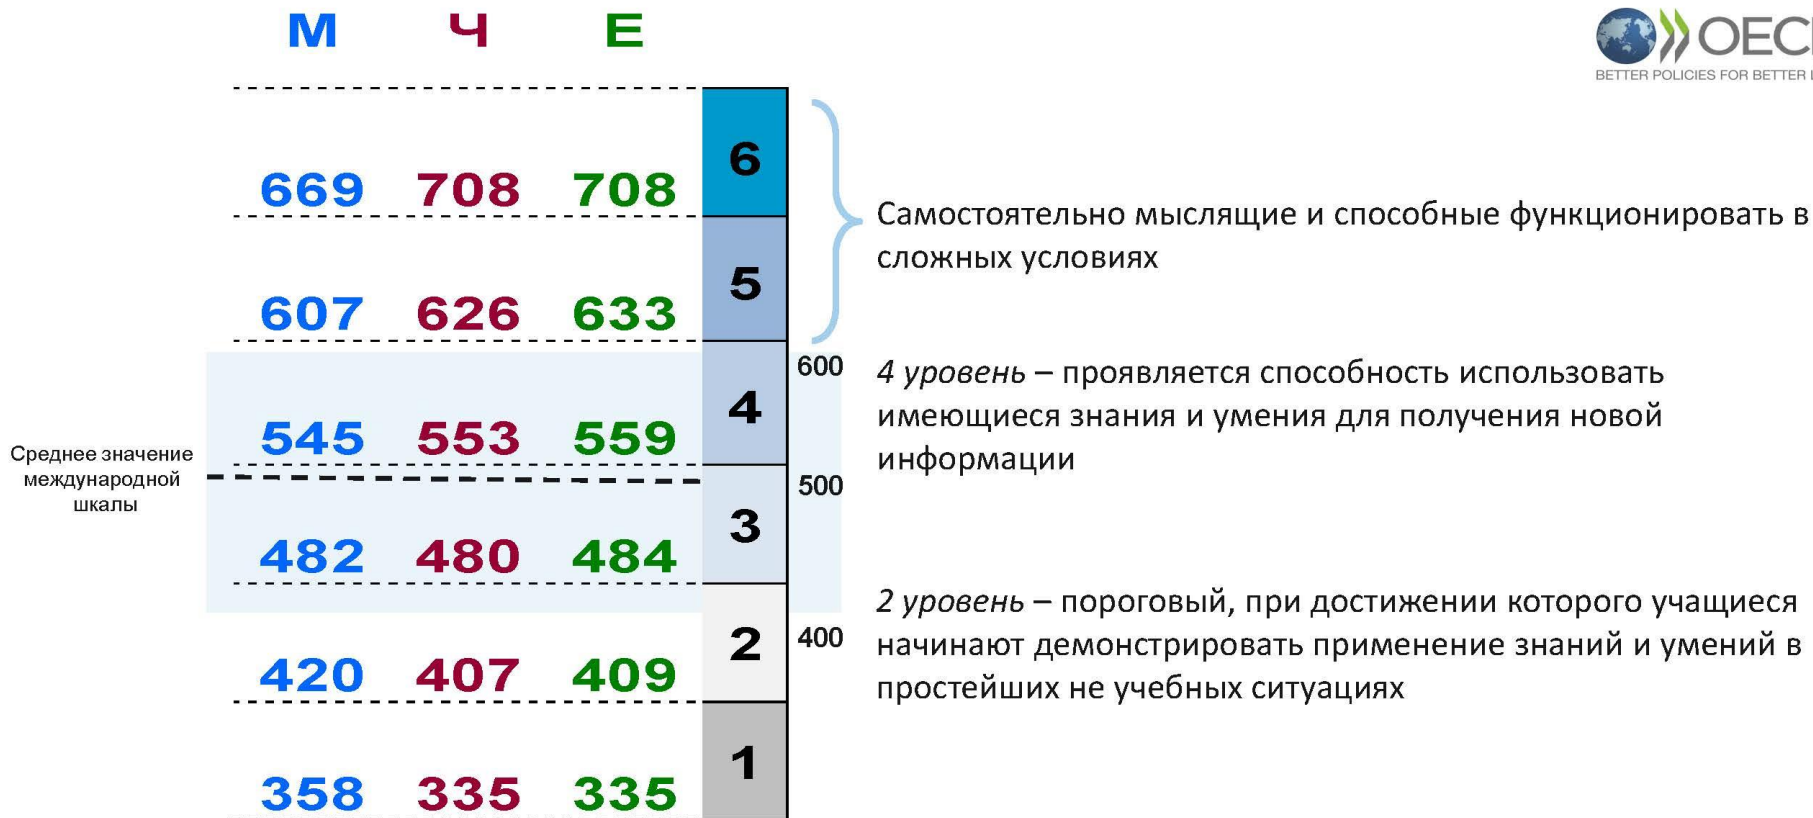 М Ч Е
OECD
BETTER POLICIES FOR BETTER
6
669 708 708
Самостоятельно мыслящие и способные функционировать в
сложных условиях
5
607 626 633
600
4 уровень – проявляется способность использовать
имеющиеся знания и умения для получения новой
информации
4
545 553 559
Среднее значение
международной
шкалы
500
3
482 480 484
2 уровень – пороговый, при достижении которого учащиеся
начинают демонстрировать применение знаний и умений в
простейших не учебных ситуациях
2
400
420 407 409
1
358 335 335